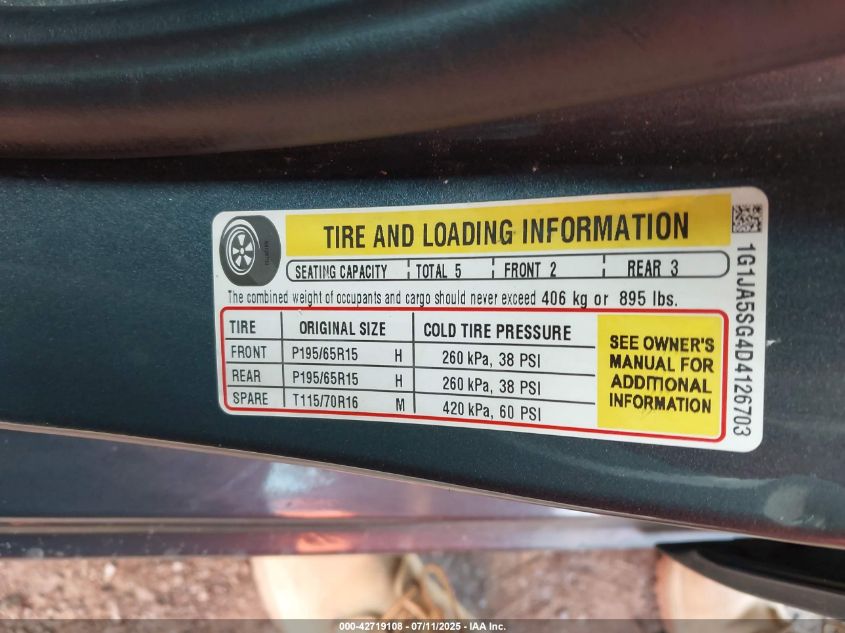 TIRE AND LOADING INFORMATION
SEATING CAPACITY TOTAL 5 FRONT 2 REAR 3
The combined weight of occupants and cargo should never exceed 406 kg or 895 lbs.
TIRE ORIGINAL SIZE COLD TIRE PRESSURE
FRONT P195/65R15 H 260 kPa, 38 PSI
REAR P195/65R15 H 260 kPa, 38 PSI
SPARE T115/70R16 M 420 kPa, 60 PSI
SEE OWNER'S
MANUAL FOR
ADDITIONAL
INFORMATION
1G1JA5SG4D4126703
000-42719108 - 07/11/2025 - IAA Inc.